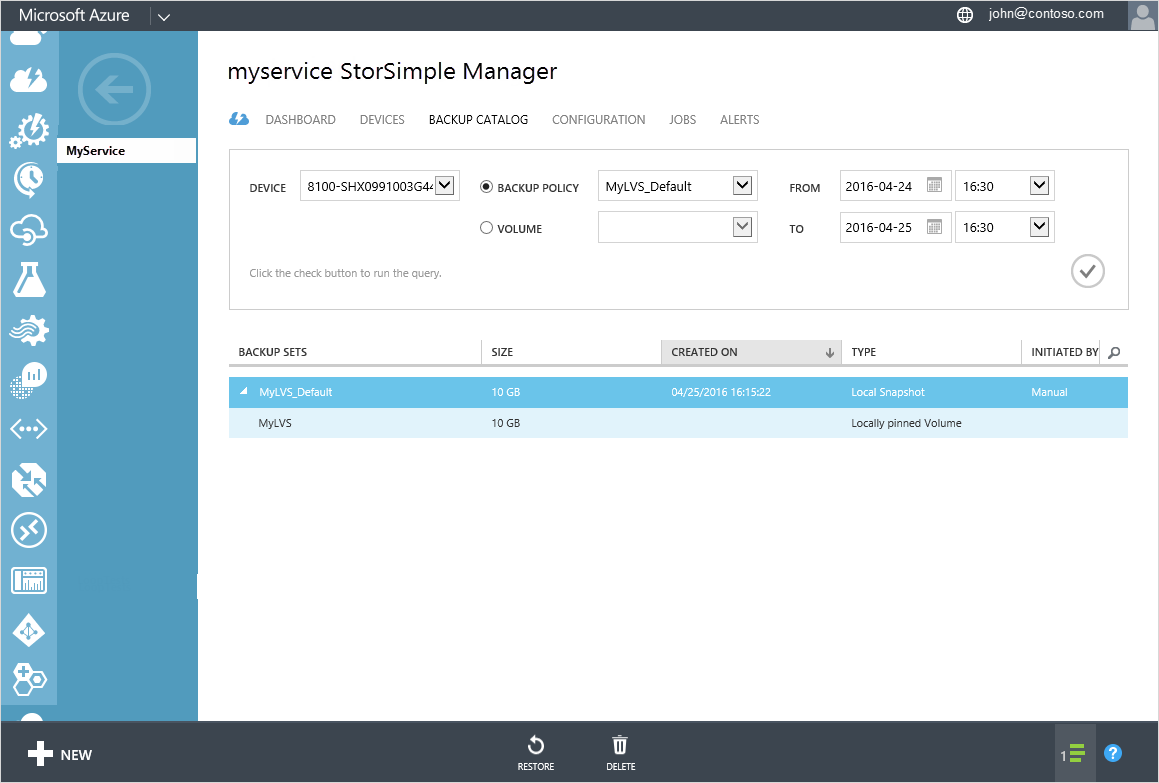 Microsoft Azure
john@contoso.com
myservice StorSimple Manager
MyService
DASHBOARD DEVICES BACKUP CATALOG CONFIGURATION JOBS ALERTS
DEVICE 8100-SHX0991003G44 BACKUP POLICY MyLVS_Default FROM 2016-04-24 16:30
VOLUME TO 2016-04-25 16:30
Click the check button to run the query.
BACKUP SETS SIZE CREATED ON TYPE INITIATED BY
MyLVS_Default 10 GB 04/25/2016 16:15:22 Local Snapshot Manual
MyLVS 10 GB Locally pinned Volume
NEW
RESTORE
DELETE
1
?